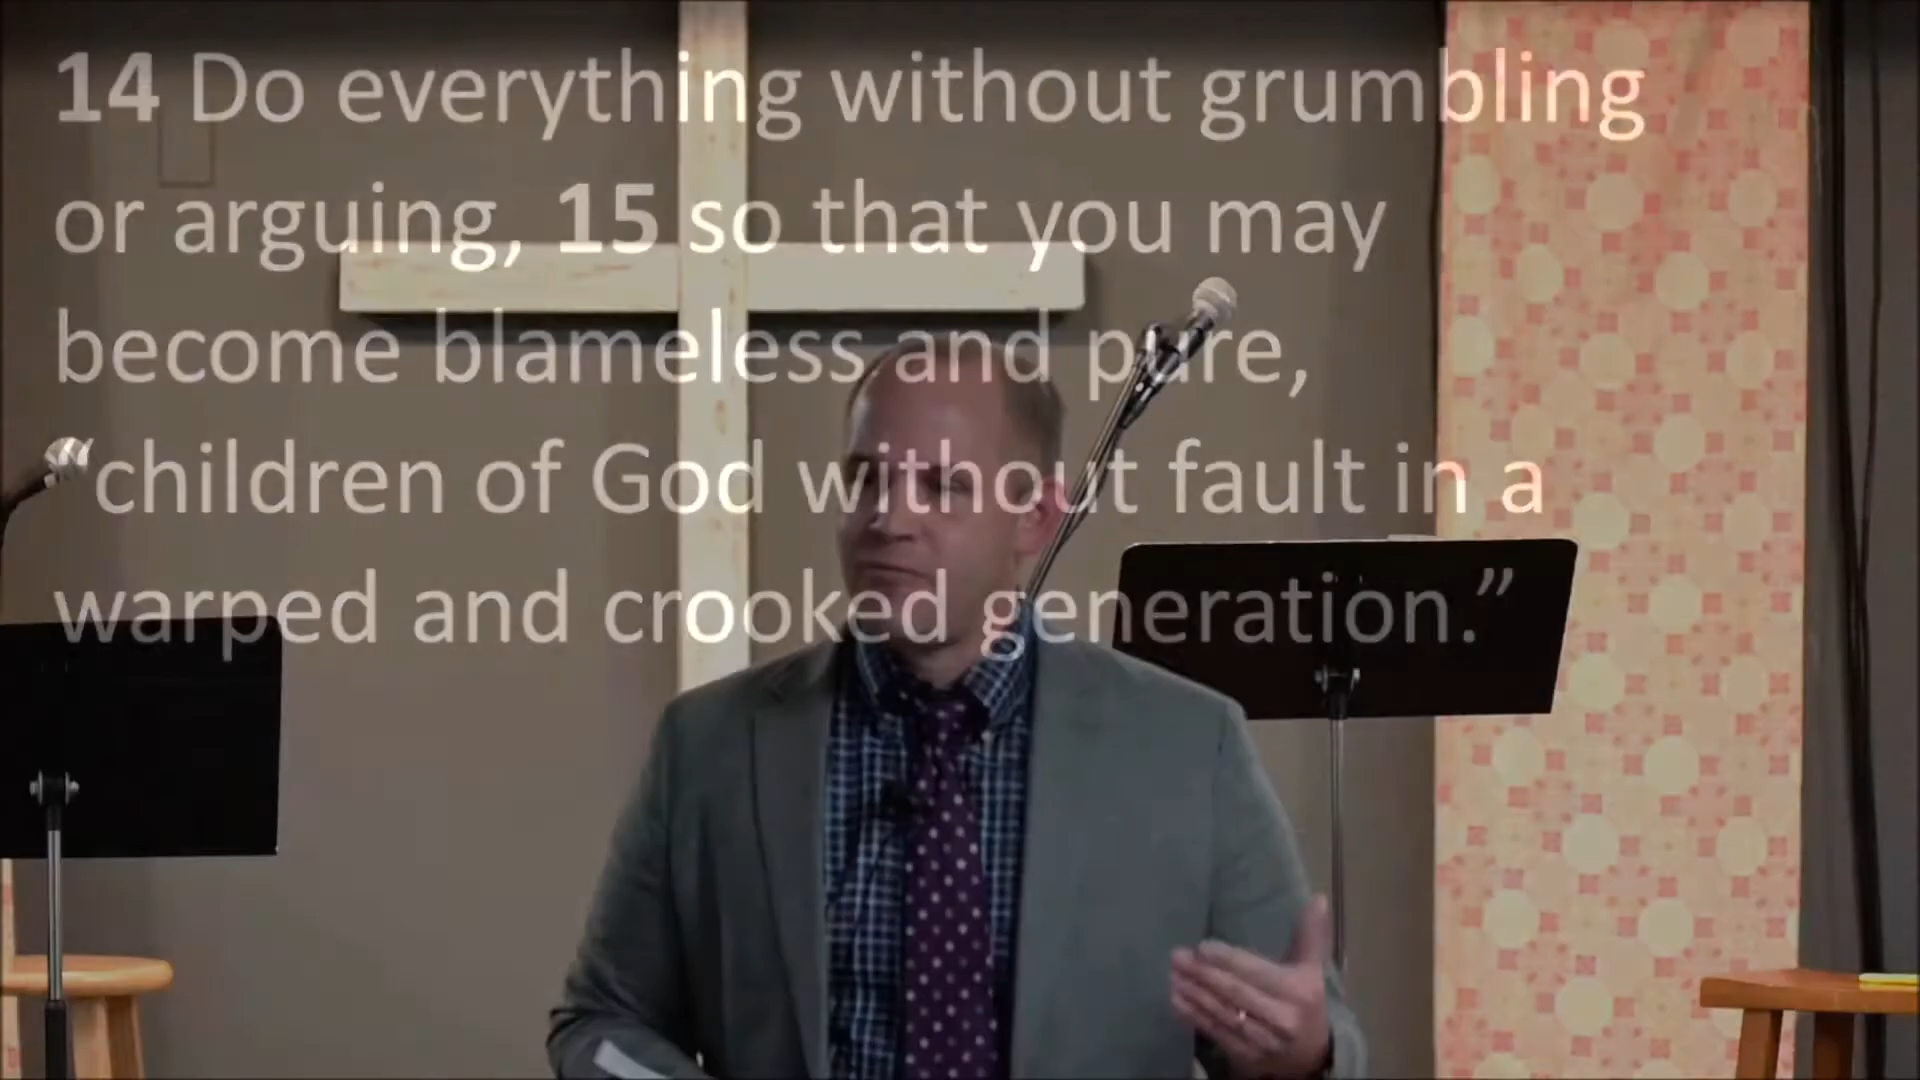 14 Do everything without grumbling
or arguing, 15 so that you may
become blameless and pure,
“children of God without fault in a
warped and crooked generation.”